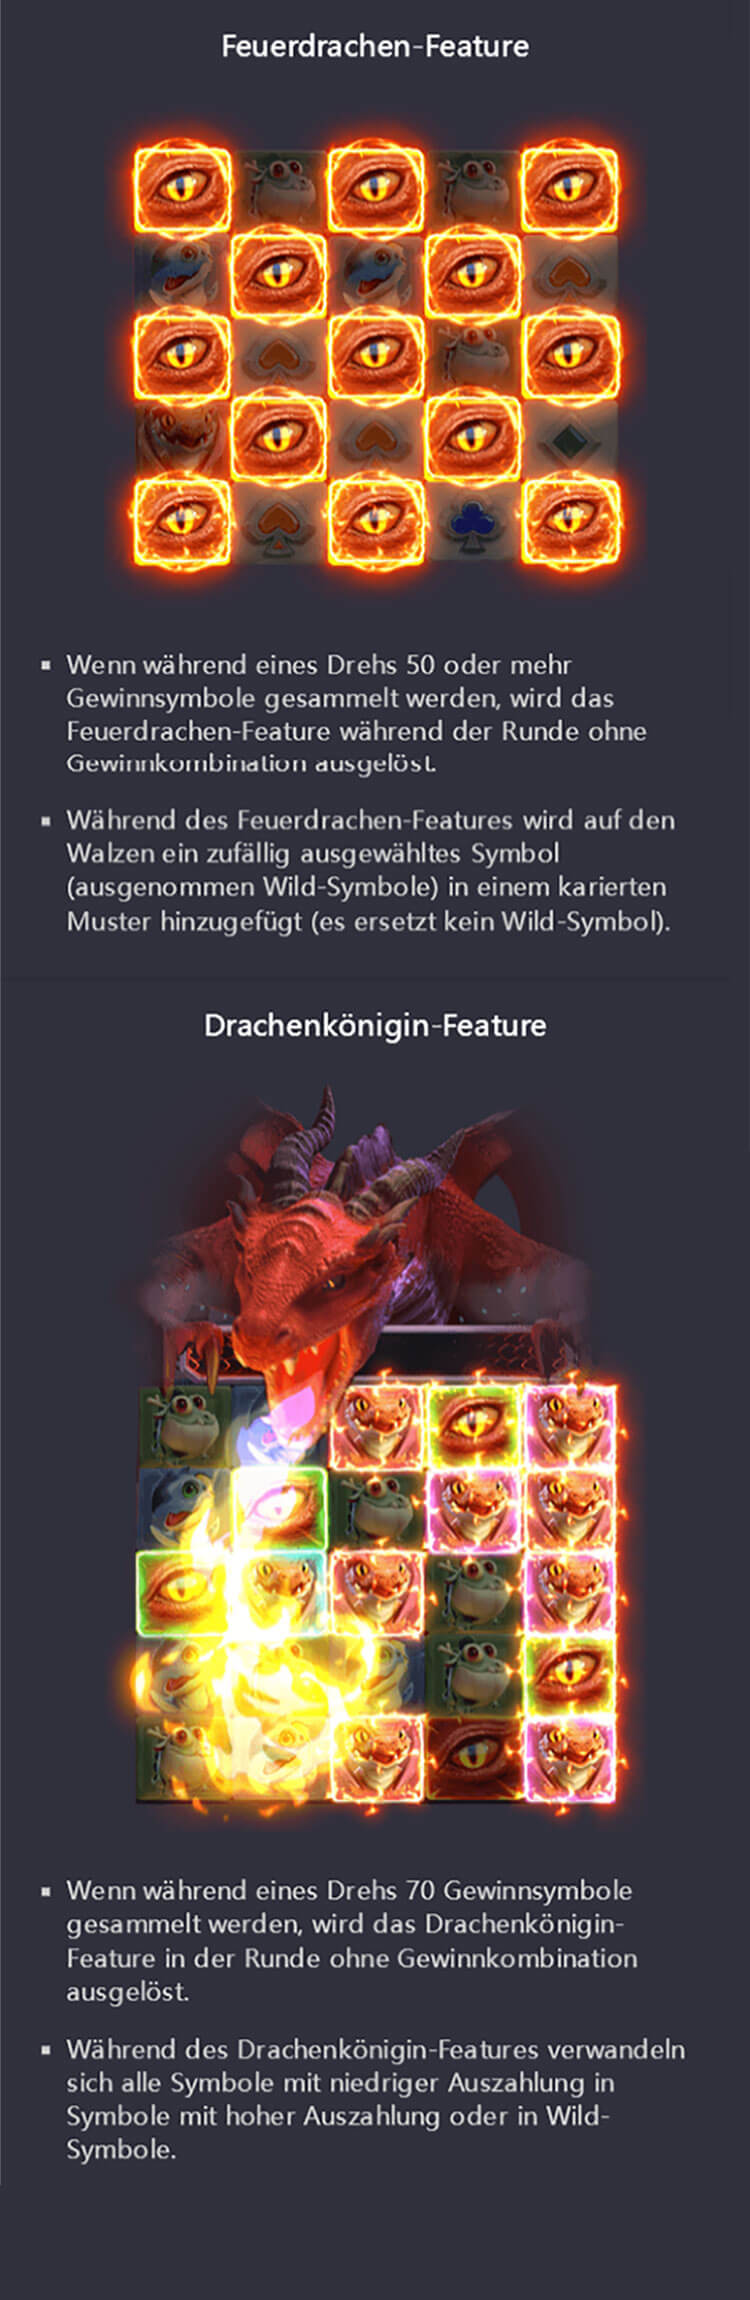 Feuerdrachen-Feature
▪ Wenn während eines Drehs 50 oder mehr
Gewinnsymbole gesammelt werden, wird das
Feuerdrachen-Feature während der Runde ohne
Gewinnkombination ausgelöst.
▪ Während des Feuerdrachen-Features wird auf den
Walzen ein zufällig ausgewähltes Symbol
(ausgenommen Wild-Symbole) in einem karierten
Muster hinzugefügt (es ersetzt kein Wild-Symbol).
Drachenkönigin-Feature
▪ Wenn während eines Drehs 70 Gewinnsymbole
gesammelt werden, wird das Drachenkönigin-
Feature in der Runde ohne Gewinnkombination
ausgelöst.
▪ Während des Drachenkönigin-Features verwandeln
sich alle Symbole mit niedriger Auszahlung in
Symbole mit hoher Auszahlung oder in Wild-
Symbole.